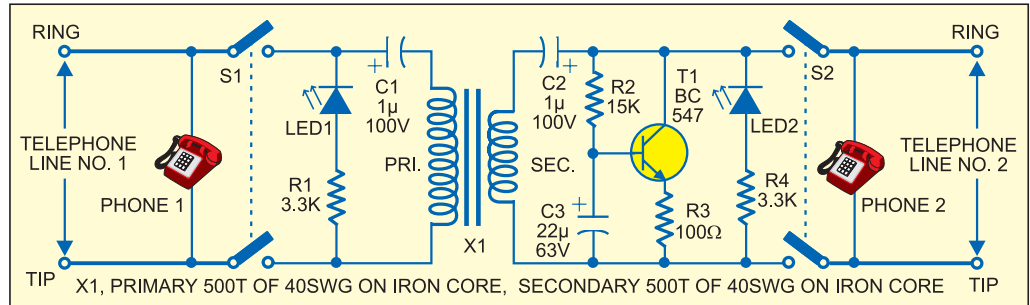 RING
S1
TELEPHONE
LINE NO. 1
PHONE 1
TIP
LED1
R1
3.3K
+
C1
1µ
100V
PRI.
X1
SEC.
C2
+
1µ
100V
R2
15K
T1
BC
547
C3
+
22µ
63V
R3
100Ω
LED2
R4
3.3K
S2
PHONE 2
RING
TELEPHONE
LINE NO. 2
TIP
X1, PRIMARY 500T OF 40SWG ON IRON CORE, SECONDARY 500T OF 40SWG ON IRON CORE